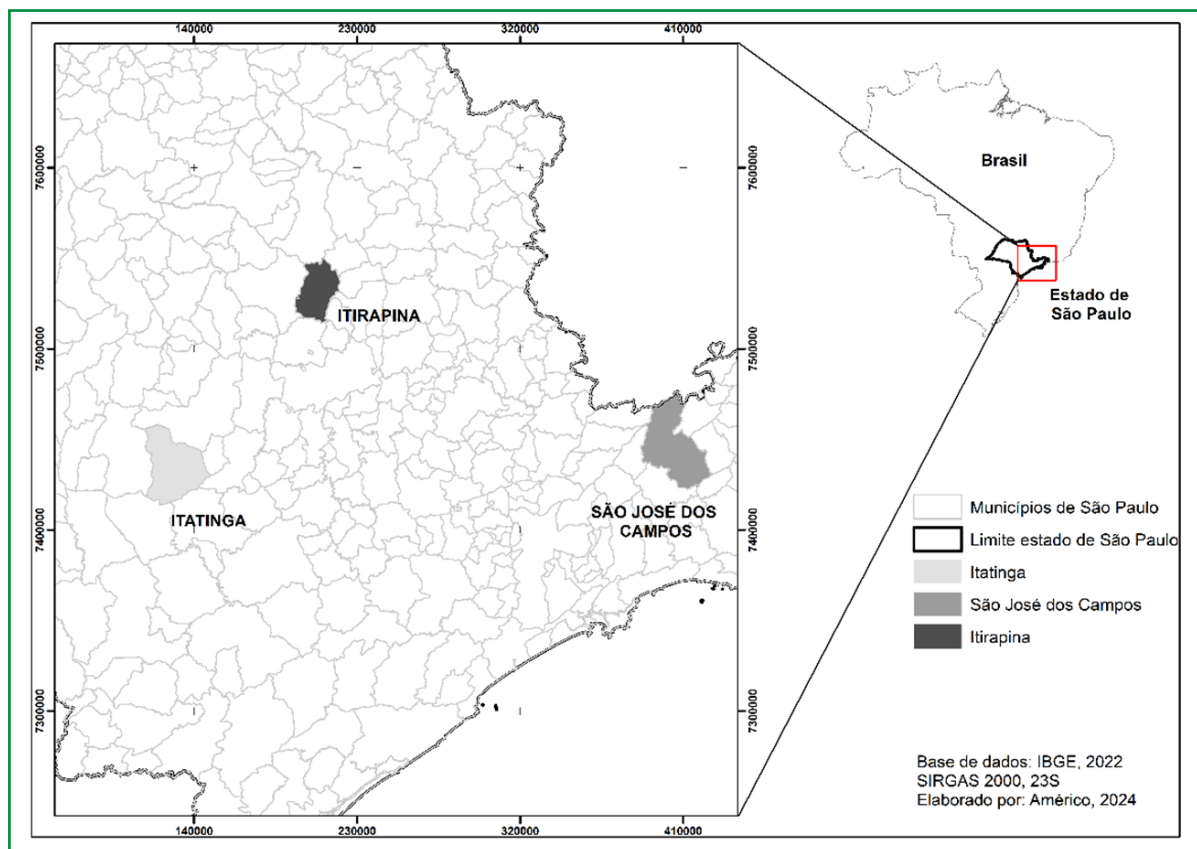 140000
230000
320000
410000
7600000
7600000
Brasil
ITIRAPINA
Estado de
São Paulo
7500000
7500000
ITATINGA
SÃO JOSÉ DOS
CAMPOS
7400000
7400000
Municípios de São Paulo
Limite estado de São Paulo
Itatinga
São José dos Campos
Itirapina
7300000
7300000
Base de dados: IBGE, 2022
SIRGAS 2000, 23S
Elaborado por: Américo, 2024
140000
230000
320000
410000